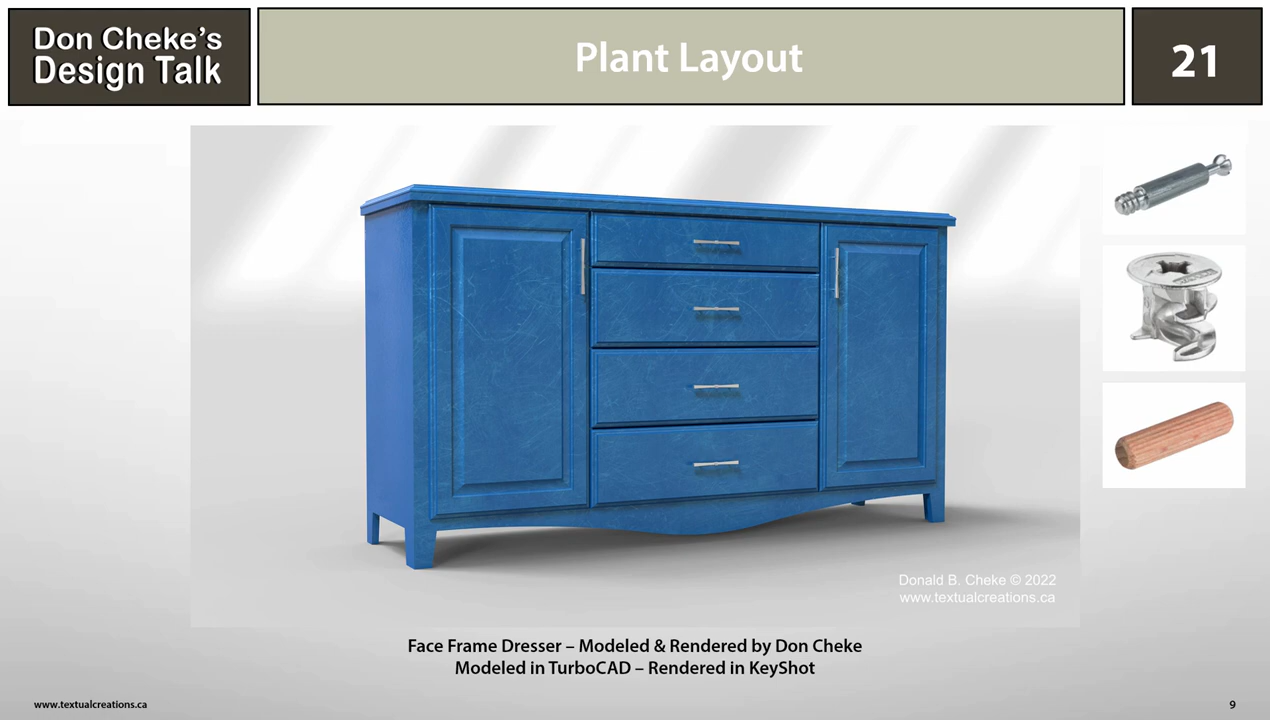 Don Cheke's
Design Talk
Plant Layout
21
Donald B. Cheke © 2022
www.textualcreations.ca
Face Frame Dresser – Modeled & Rendered by Don Cheke
Modeled in TurboCAD – Rendered in KeyShot
www.textualcreations.ca
9